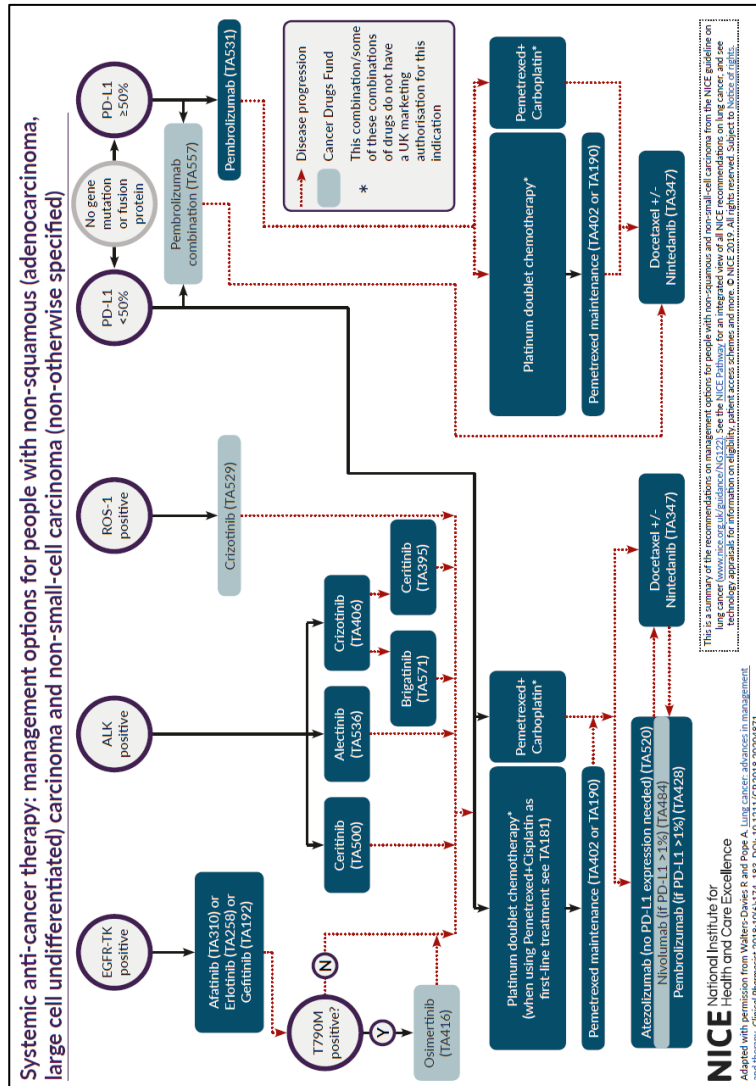 Systemic anti-cancer therapy: management options for people with non-squamous (adenocarcinoma,
large cell undifferentiated) carcinoma and non-small-cell carcinoma (non-otherwise specified)
EGFR-TK
positive
ALK
positive
ROS-1
positive
PD-L1
<50%
No gene
mutation
or fusion
protein
PD-L1
≥50%
Afatinib (TA310) or
Erlotinib (TA258) or
Gefitinib (TA192)
T790M
positive?
N
Y
Osimertinib
(TA416)
Ceritinib
(TA500)
Alectinib
(TA536)
Crizotinib
(TA406)
Brigatinib
(TA571)
Ceritinib
(TA395)
Crizotinib (TA529)
Pembrolizumab
combination (TA557)
Pembrolizumab (TA531)
Disease progression
Cancer Drugs Fund
* This combination/some
of these combinations
of drugs do not have
a UK marketing
authorisation for this
indication
Platinum doublet chemotherapy*
(when using Pemetrexed+Cisplatin as
first-line treatment see TA181)
Pemetrexed+
Carboplatin*
Pemetrexed maintenance (TA402 or TA190)
Platinum doublet chemotherapy*
Pemetrexed+
Carboplatin*
Pemetrexed maintenance (TA402 or TA190)
Atezolizumab (no PD-L1 expression needed) (TA520)
Nivolumab (if PD-L1 >1%) (TA484)
Pembrolizumab (if PD-L1 >1%) (TA428)
Docetaxel +/-
Nintedanib (TA347)
Docetaxel +/-
Nintedanib (TA347)
NICE National Institute for
Health and Care Excellence
This is a summary of the recommendations on management options for people with non-squamous and non-small-cell carcinoma from the NICE guideline on
lung cancer (www.nice.org.uk/guidance/NG122). See the NICE Pathway for an integrated view of all NICE recommendations on lung cancer, and see
technology appraisals for information on eligibility, patient access schemes and more. © NICE 2019. All rights reserved. Subject to Notice of rights.
Adapted with permission from Walters-Davies R and Pope A. Lung cancer: advances in management